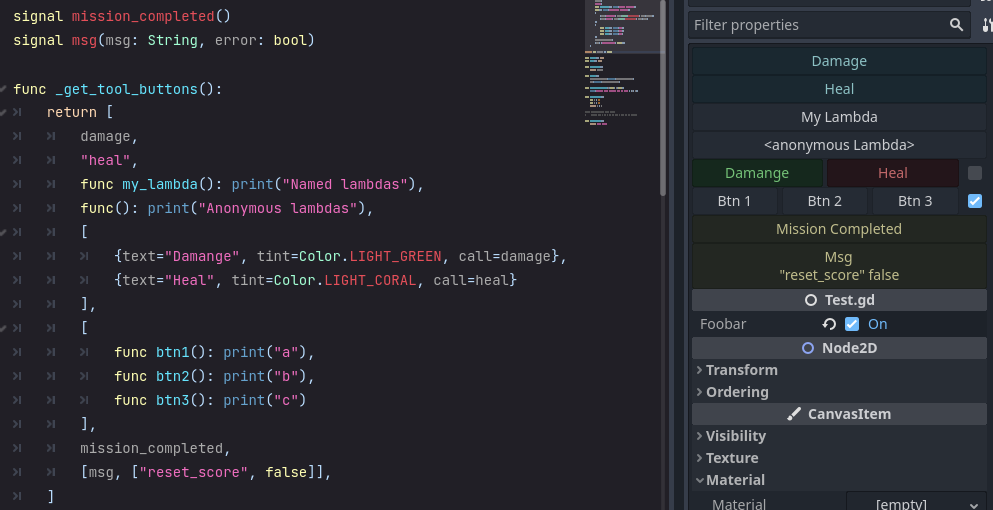 signal mission_completed()
signal msg(msg: String, error: bool)
func _get_tool_buttons():
return [
damage,
"heal",
func my_lambda(): print("Named lambdas"),
func(): print("Anonymous lambdas"),
[
{text="Damange", tint=Color.LIGHT_GREEN, call=damage},
{text="Heal", tint=Color.LIGHT_CORAL, call=heal}
],
[
func btn1(): print("a"),
func btn2(): print("b"),
func btn3(): print("c")
],
mission_completed,
[msg, ["reset_score", false]],
]
Filter properties
Damage
Heal
My Lambda
<anonymous Lambda>
Damange Heal
Btn 1 Btn 2 Btn 3
Mission Completed
Msg
"reset_score" false
Test.gd
Foobar On
Node2D
Transform
Ordering
CanvasItem
Visibility
Texture
Material
Material [empty]